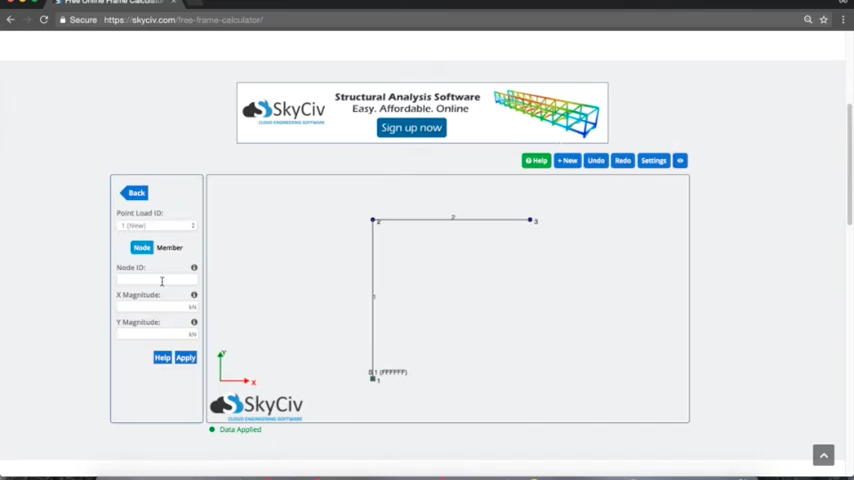 Free Online Frame Calculat
Secure https://skyciv.com/free-frame-calculator/
SkyCiv
CLOUD ENGINEERING SOFTWARE
Structural Analysis Software
Easy. Affordable. Online
Sign up now
Help
+ New
Undo
Redo
Settings
Back
Point Load ID:
1 (New)
Node Member
Node ID:
X Magnitude:
kN
Y Magnitude:
kN
Help Apply
2
2
3
1
S 1 (FFFFFF)
1
Y
X
SkyCiv
CLOUD ENGINEERING SOFTWARE
Data Applied